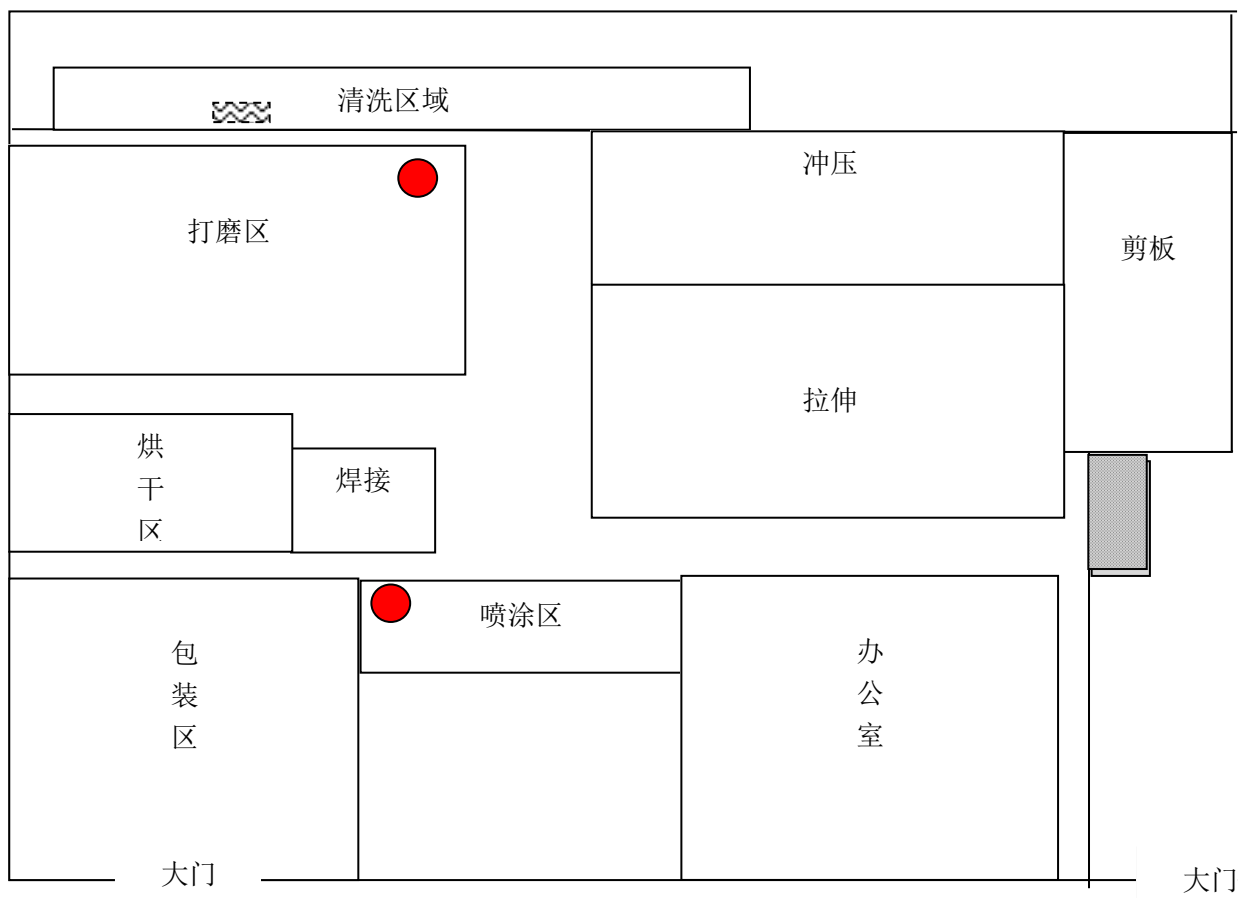 清洗区域
冲压
打磨区
剪板
拉伸
烘
干
区
焊接
喷涂区
包
装
区
办
公
室
大门
大门